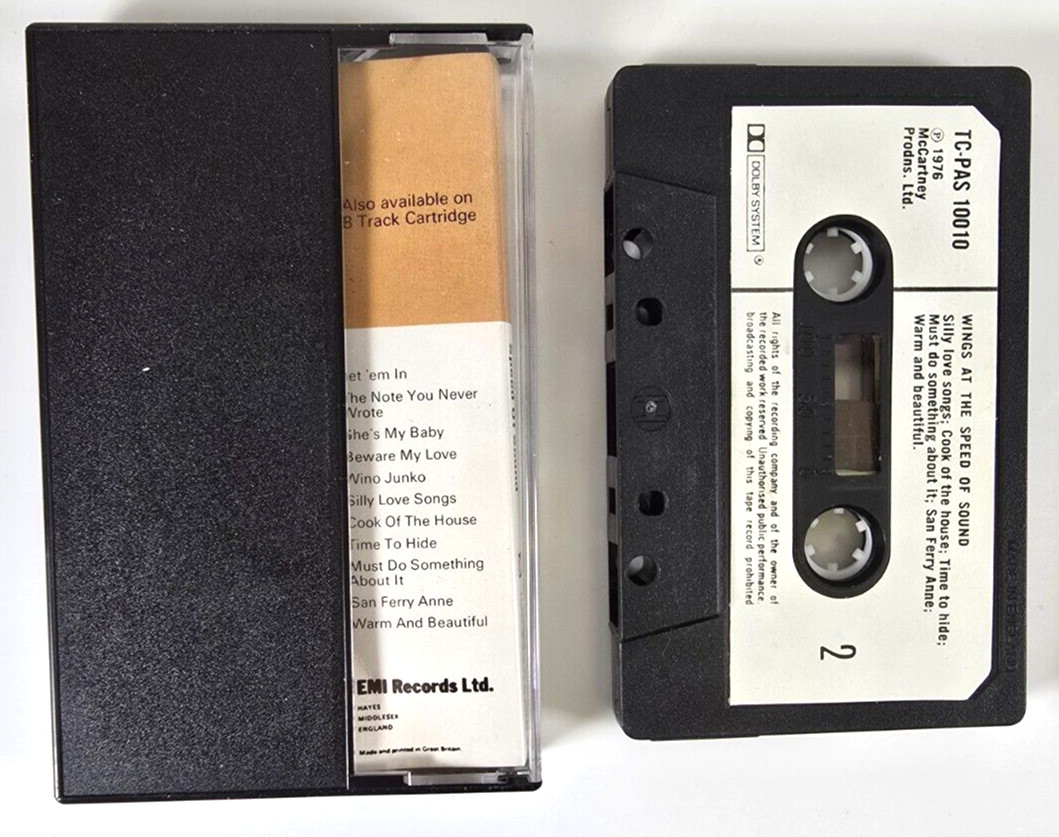 Also available on
8 Track Cartridge
Let 'em In
The Note You Never
Wrote
She's My Baby
Beware My Love
Wino Junko
Silly Love Songs
Cook Of The House
Time To Hide
Must Do Something
About It
San Ferry Anne
Warm And Beautiful
EMI Records Ltd.
HAYES
MIDDLESEX
ENGLAND
Made and printed in Great Britain
TC-PAS 10010
℗ 1976
McCartney
Prodns. Ltd.
DOLBY SYSTEM
WINGS AT THE SPEED OF SOUND
Silly love songs; Cook of the house; Time to hide;
Must do something about it; San Ferry Anne;
Warm and beautiful.
All rights of the recording company and of the owner of
the recorded work reserved Unauthorised public performance
broadcasting and copying of this tape record prohibited
100 50 0
2